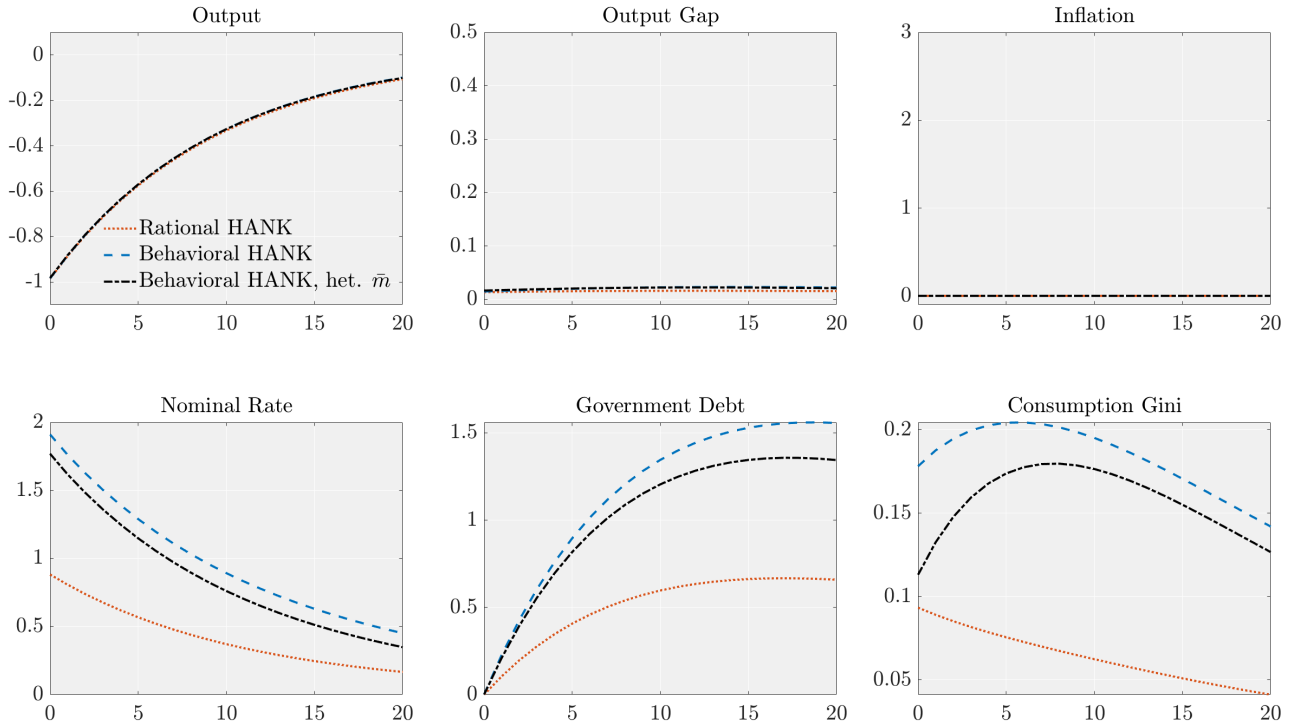 Output
0
-0.2
-0.4
-0.6
-0.8
-1
Rational HANK
Behavioral HANK
Behavioral HANK, het. m̄
0 5 10 15 20
Output Gap
0.5
0.4
0.3
0.2
0.1
0
0 5 10 15 20
Inflation
3
2
1
0
0 5 10 15 20
Nominal Rate
2
1.5
1
0.5
0
0 5 10 15 20
Government Debt
1.5
1
0.5
0
0 5 10 15 20
Consumption Gini
0.2
0.15
0.1
0.05
0 5 10 15 20